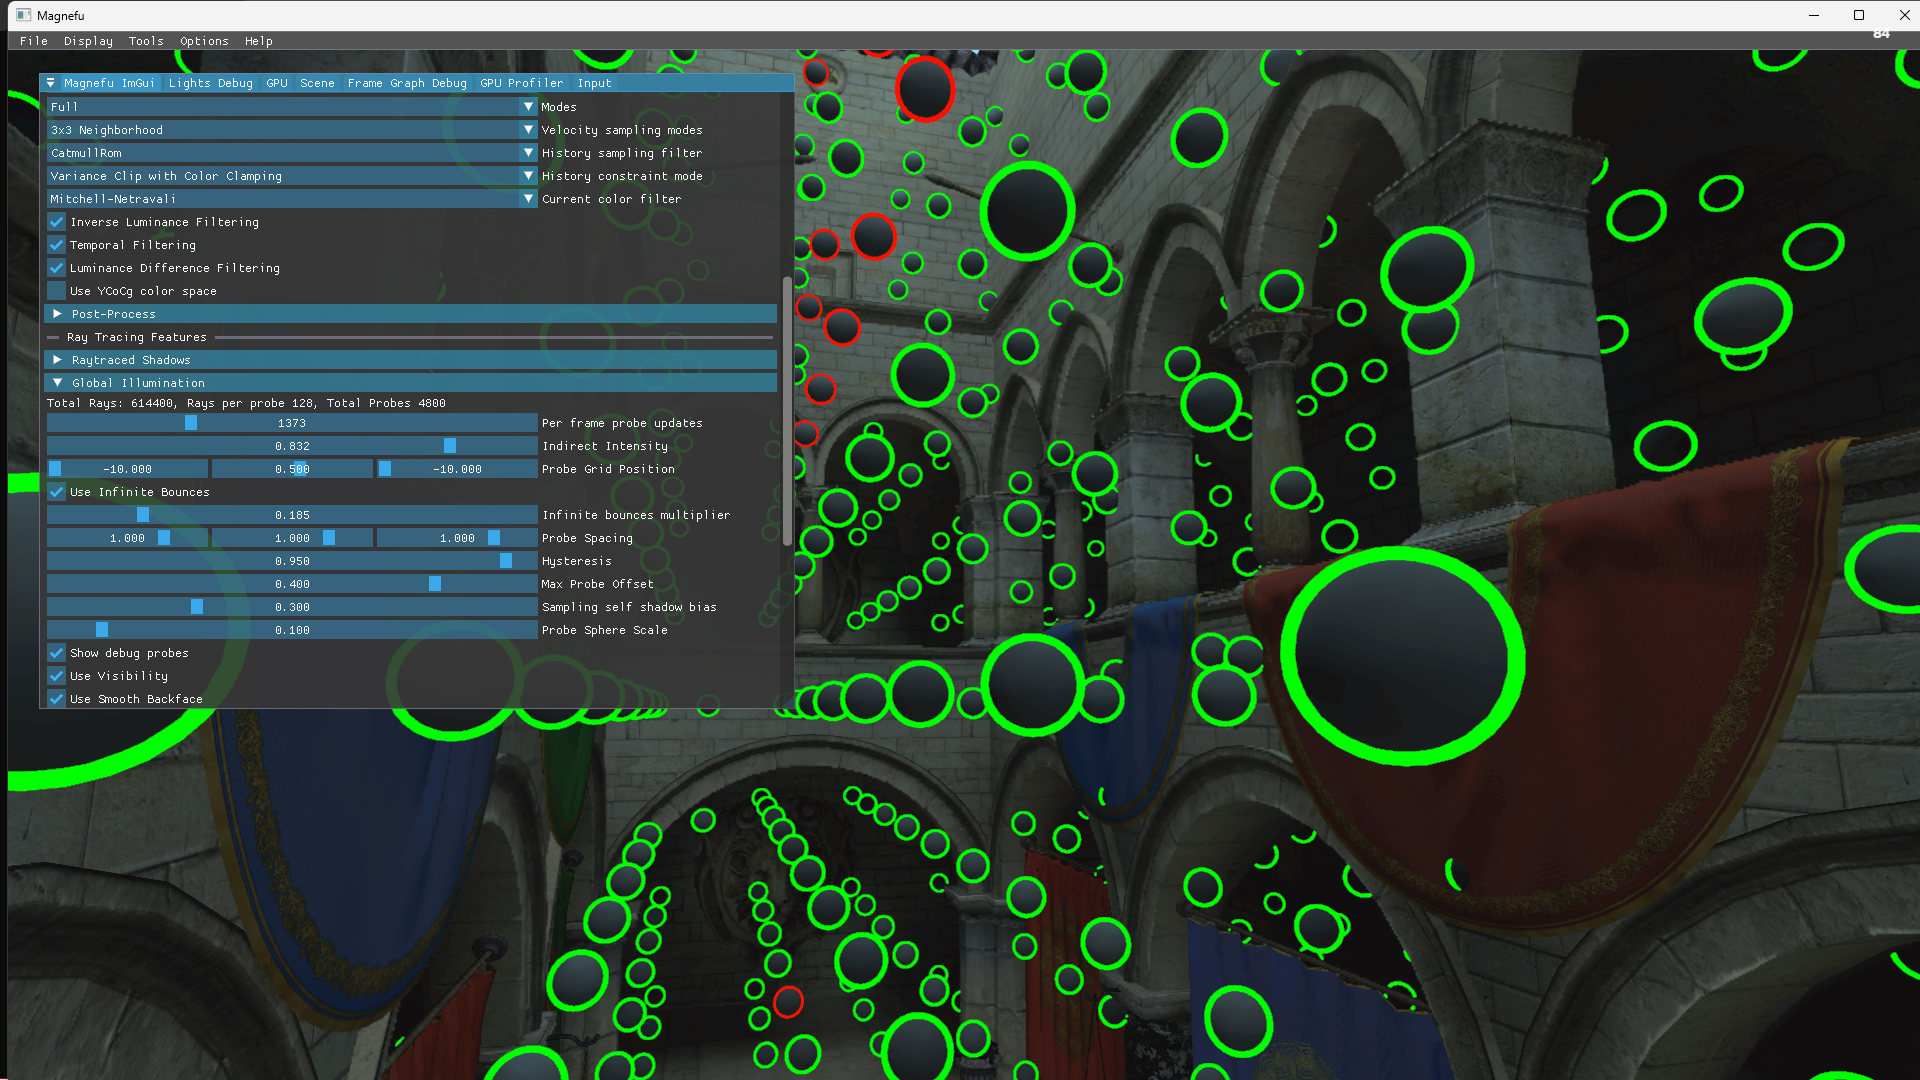 Magnefu
File Display Tools Options Help
84
Magnefu ImGui Lights Debug GPU Scene Frame Graph Debug GPU Profiler Input
Full Modes
3x3 Neighborhood Velocity sampling modes
CatmullRom History sampling filter
Variance Clip with Color Clamping History constraint mode
Mitchell-Netravali Current color filter
Inverse Luminance Filtering
Temporal Filtering
Luminance Difference Filtering
Use YCoCg color space
Post-Process
Ray Tracing Features
Raytraced Shadows
Global Illumination
Total Rays: 614400, Rays per probe 128, Total Probes 4800
1373 Per frame probe updates
0.832 Indirect Intensity
-10.000 0.500 -10.000 Probe Grid Position
Use Infinite Bounces
0.185 Infinite bounces multiplier
1.000 1.000 1.000 Probe Spacing
0.950 Hysteresis
0.400 Max Probe Offset
0.300 Sampling self shadow bias
0.100 Probe Sphere Scale
Show debug probes
Use Visibility
Use Smooth Backface